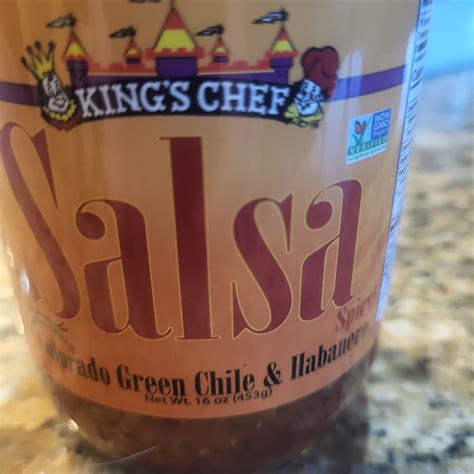 KING'S CHEF
NON
GMO
PROJECT
VERIFIED
Salsa
Spicy!
Colorado Green Chile & Habanero
Net Wt. 16 oz (453g)